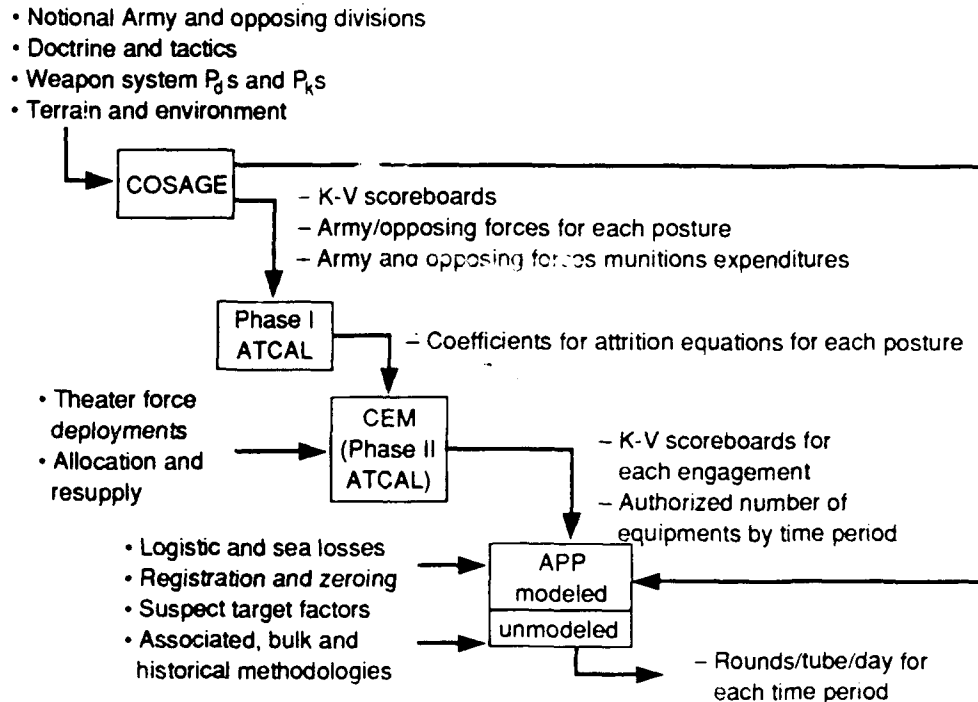 • Notional Army and opposing divisions
• Doctrine and tactics
• Weapon system Pds and Pks
• Terrain and environment
COSAGE
– K-V scoreboards
– Army/opposing forces for each posture
– Army and opposing forces munitions expenditures
Phase I
ATCAL
– Coefficients for attrition equations for each posture
• Theater force
deployments
• Allocation and
resupply
CEM
(Phase II
ATCAL)
– K-V scoreboards for
each engagement
– Authorized number of
equipments by time period
• Logistic and sea losses
• Registration and zeroing
• Suspect target factors
• Associated, bulk and
historical methodologies
APP
modeled
unmodeled
– Rounds/tube/day for
each time period